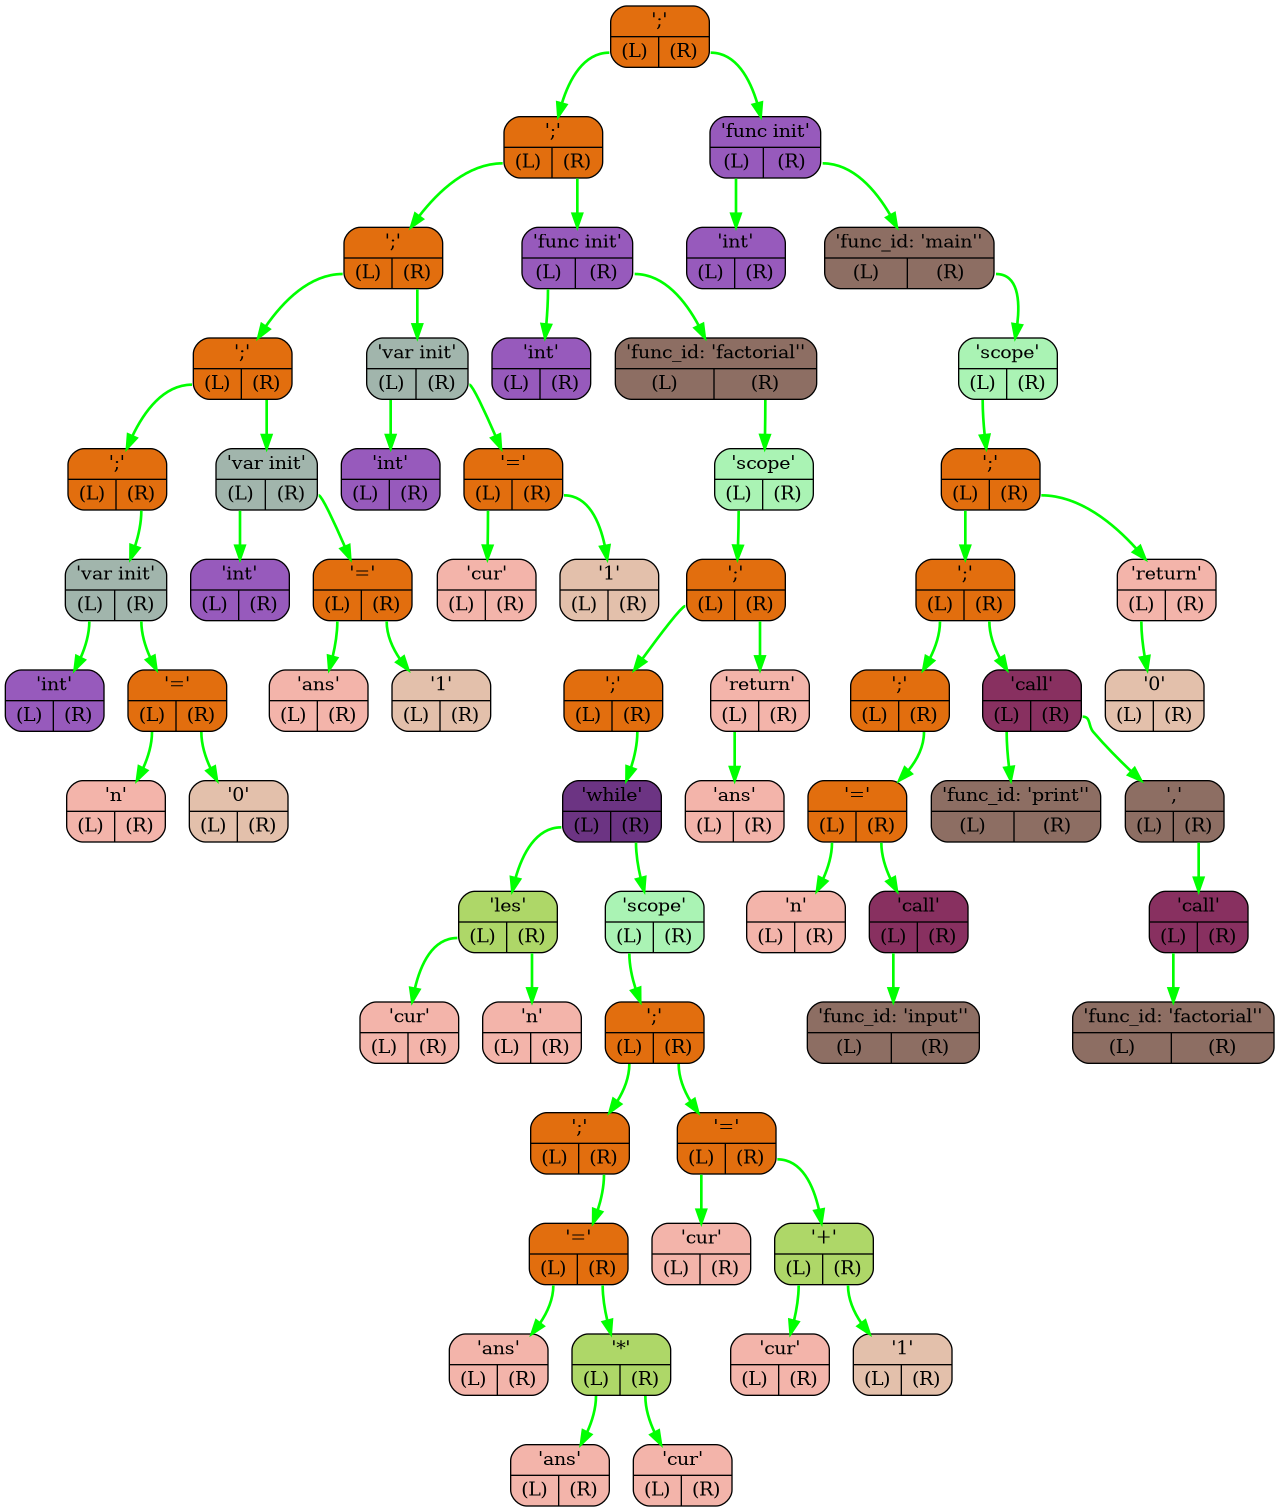 ';'
(L) (R)
';' 'func init'
(L) (R) (L) (R)
';' 'func init' 'int' 'func_id: 'main''
(L) (R) (L) (R) (L) (R) (L) (R)
';' 'var init' 'int' 'func_id: 'factorial'' 'scope'
(L) (R) (L) (R) (L) (R) (L) (R) (L) (R)
';' 'var init' 'int' '=' 'scope' ';'
(L) (R) (L) (R) (L) (R) (L) (R) (L) (R) (L) (R)
'var init' 'int' '=' 'cur' '1' ';' ';' 'return'
(L) (R) (L) (R) (L) (R) (L) (R) (L) (R) (L) (R) (L) (R) (L) (R)
'int' '=' 'ans' '1' ';' 'return' ';' 'call' '0'
(L) (R) (L) (R) (L) (R) (L) (R) (L) (R) (L) (R) (L) (R) (L) (R) (L) (R)
'n' '0' 'while' 'ans' '=' 'func_id: 'print'' ','
(L) (R) (L) (R) (L) (R) (L) (R) (L) (R) (L) (R) (L) (R)
'les' 'scope' 'n' 'call' 'call'
(L) (R) (L) (R) (L) (R) (L) (R) (L) (R)
'cur' 'n' ';' 'func_id: 'input'' 'func_id: 'factorial''
(L) (R) (L) (R) (L) (R) (L) (R) (L) (R)
';' '='
(L) (R) (L) (R)
'=' 'cur' '+'
(L) (R) (L) (R) (L) (R)
'ans' '*' 'cur' '1'
(L) (R) (L) (R) (L) (R) (L) (R)
'ans' 'cur'
(L) (R) (L) (R)